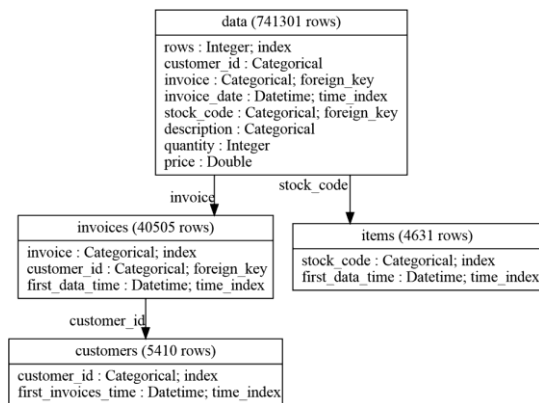 data (741301 rows)
rows : Integer; index
customer_id : Categorical
invoice : Categorical; foreign_key
invoice_date : Datetime; time_index
stock_code : Categorical; foreign_key
description : Categorical
quantity : Integer
price : Double
invoice
stock_code
invoices (40505 rows)
invoice : Categorical; index
customer_id : Categorical; foreign_key
first_data_time : Datetime; time_index
items (4631 rows)
stock_code : Categorical; index
first_data_time : Datetime; time_index
customer_id
customers (5410 rows)
customer_id : Categorical; index
first_invoices_time : Datetime; time_index